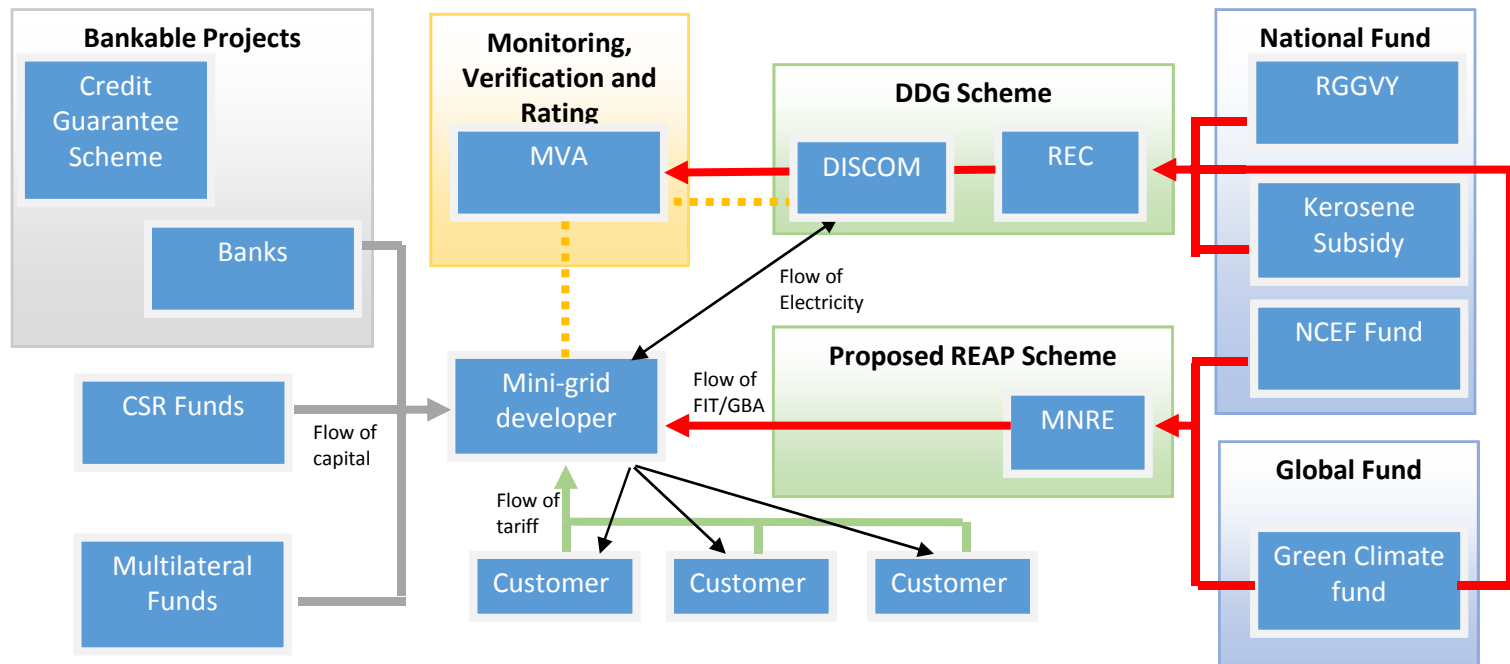 Bankable Projects
Credit
Guarantee
Scheme
Banks
CSR Funds
Multilateral
Funds
Flow of
capital
Monitoring,
Verification and
Rating
MVA
DDG Scheme
DISCOM
REC
Flow of
Electricity
Mini-grid
developer
Flow of
FIT/GBA
Proposed REAP Scheme
MNRE
Flow of
tariff
Customer
Customer
Customer
National Fund
RGGVY
Kerosene
Subsidy
NCEF Fund
Global Fund
Green Climate
fund